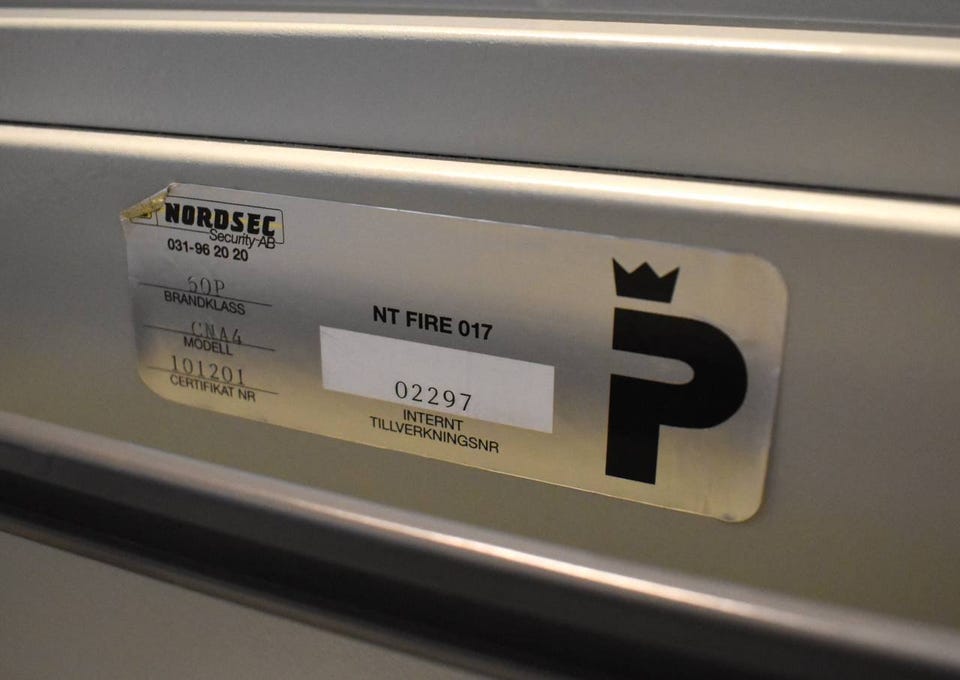 NORDSEC
Security AB
031-96 20 20
60P
BRANDKLASS
CNA4
MODELL
101201
CERTIFIKAT NR
NT FIRE 017
02297
INTERNT
TILLVERKNINGSNR
P